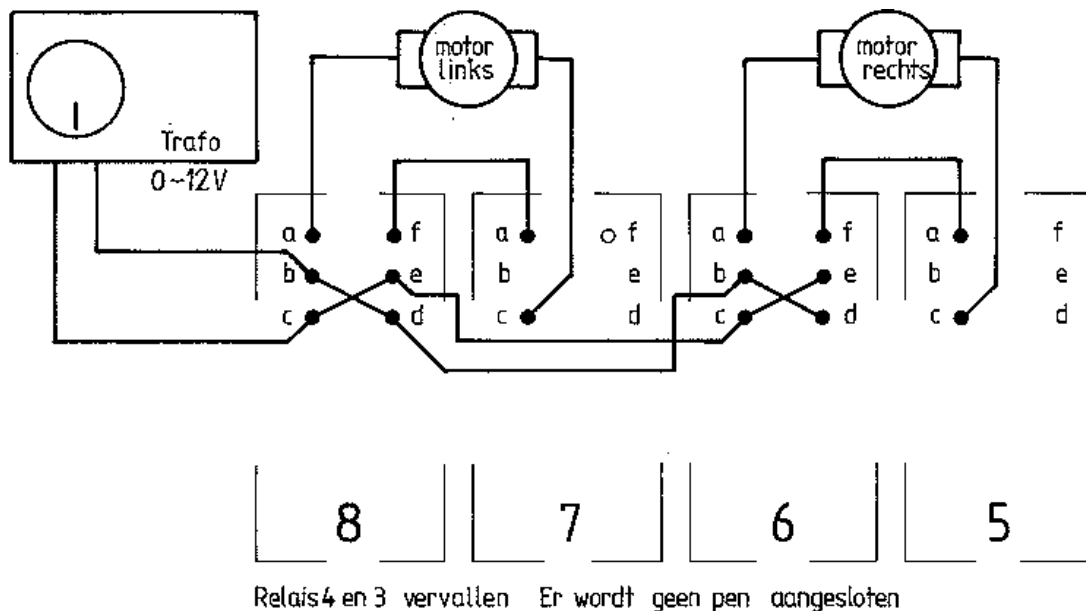 motor links
motor rechts
Trafo
0~12V
a f a f a f a f
b e b e b e b e
c d c d c d c d
8 7 6 5
Relais 4 en 3 vervallen Er wordt geen pen aangesloten